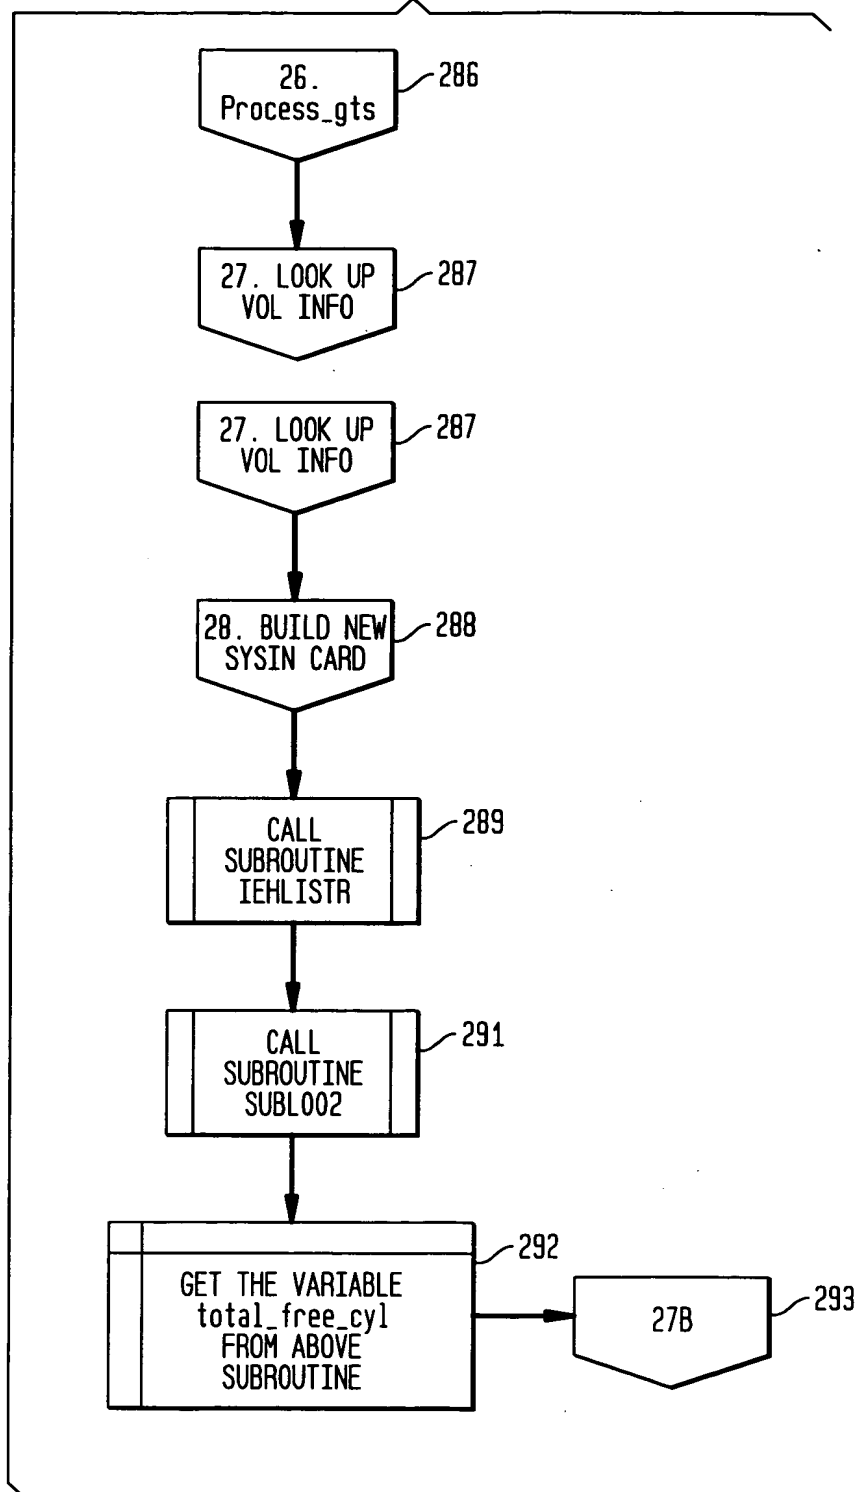 26.
Process_gts
286
27. LOOK UP
VOL INFO
287
27. LOOK UP
VOL INFO
287
28. BUILD NEW
SYSIN CARD
288
CALL
SUBROUTINE
IEHLISTR
289
CALL
SUBROUTINE
SUBL002
291
GET THE VARIABLE
total_free_cyl
FROM ABOVE
SUBROUTINE
292
27B
293